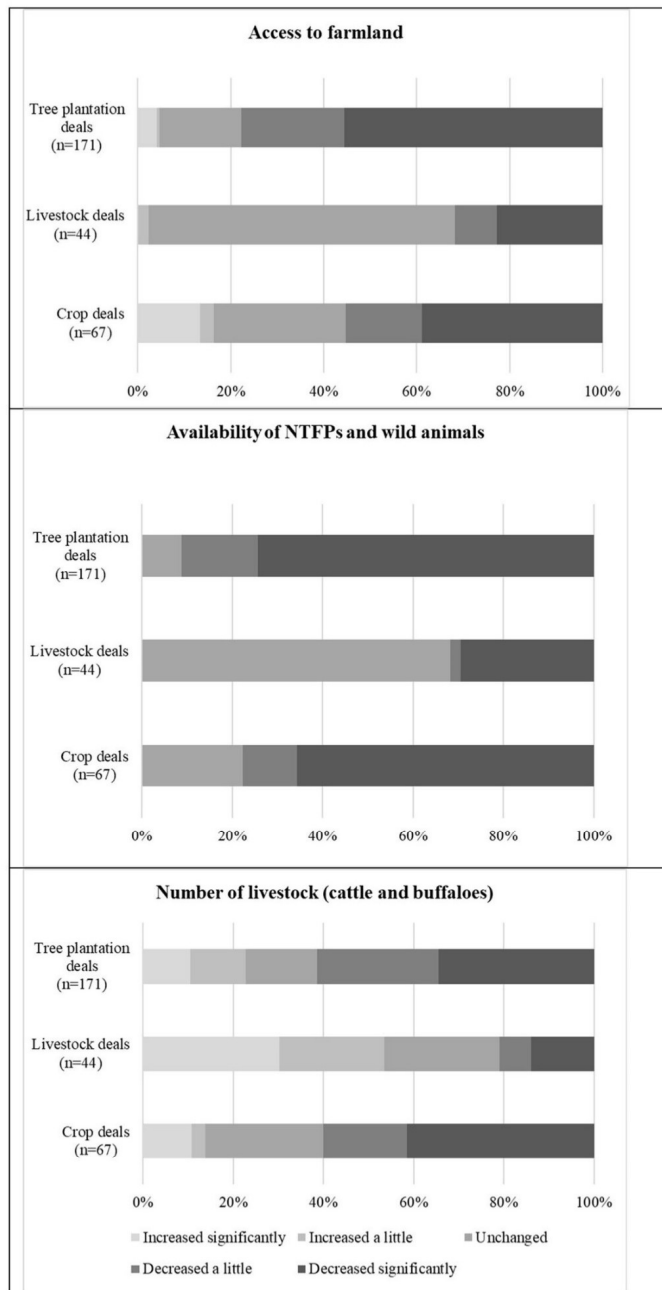 Access to farmland
Tree plantation
deals
(n=171)
Livestock deals
(n=44)
Crop deals
(n=67)
0% 20% 40% 60% 80% 100%
Availability of NTFPs and wild animals
Tree plantation
deals
(n=171)
Livestock deals
(n=44)
Crop deals
(n=67)
0% 20% 40% 60% 80% 100%
Number of livestock (cattle and buffaloes)
Tree plantation
deals
(n=171)
Livestock deals
(n=44)
Crop deals
(n=67)
0% 20% 40% 60% 80% 100%
Increased significantly Increased a little Unchanged
Decreased a little Decreased significantly